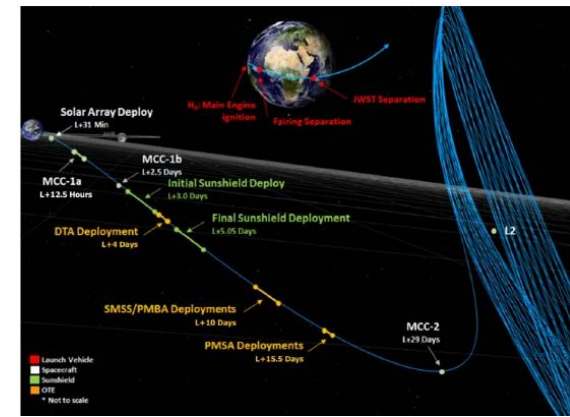 H₀: Main Engine
Ignition
Fairing Separation
JWST Separation
Solar Array Deploy
L+31 Min
MCC-1a
L+12.5 Hours
MCC-1b
L+2.5 Days
Initial Sunshield Deploy
L+3.0 Days
DTA Deployment
L+4 Days
Final Sunshield Deployment
L+5.05 Days
L2
SMSS/PMBA Deployments
L+10 Days
PMSA Deployments
L+15.5 Days
MCC-2
L+29 Days
Launch Vehicle
Spacecraft
Sunshield
OTE
* Not to scale